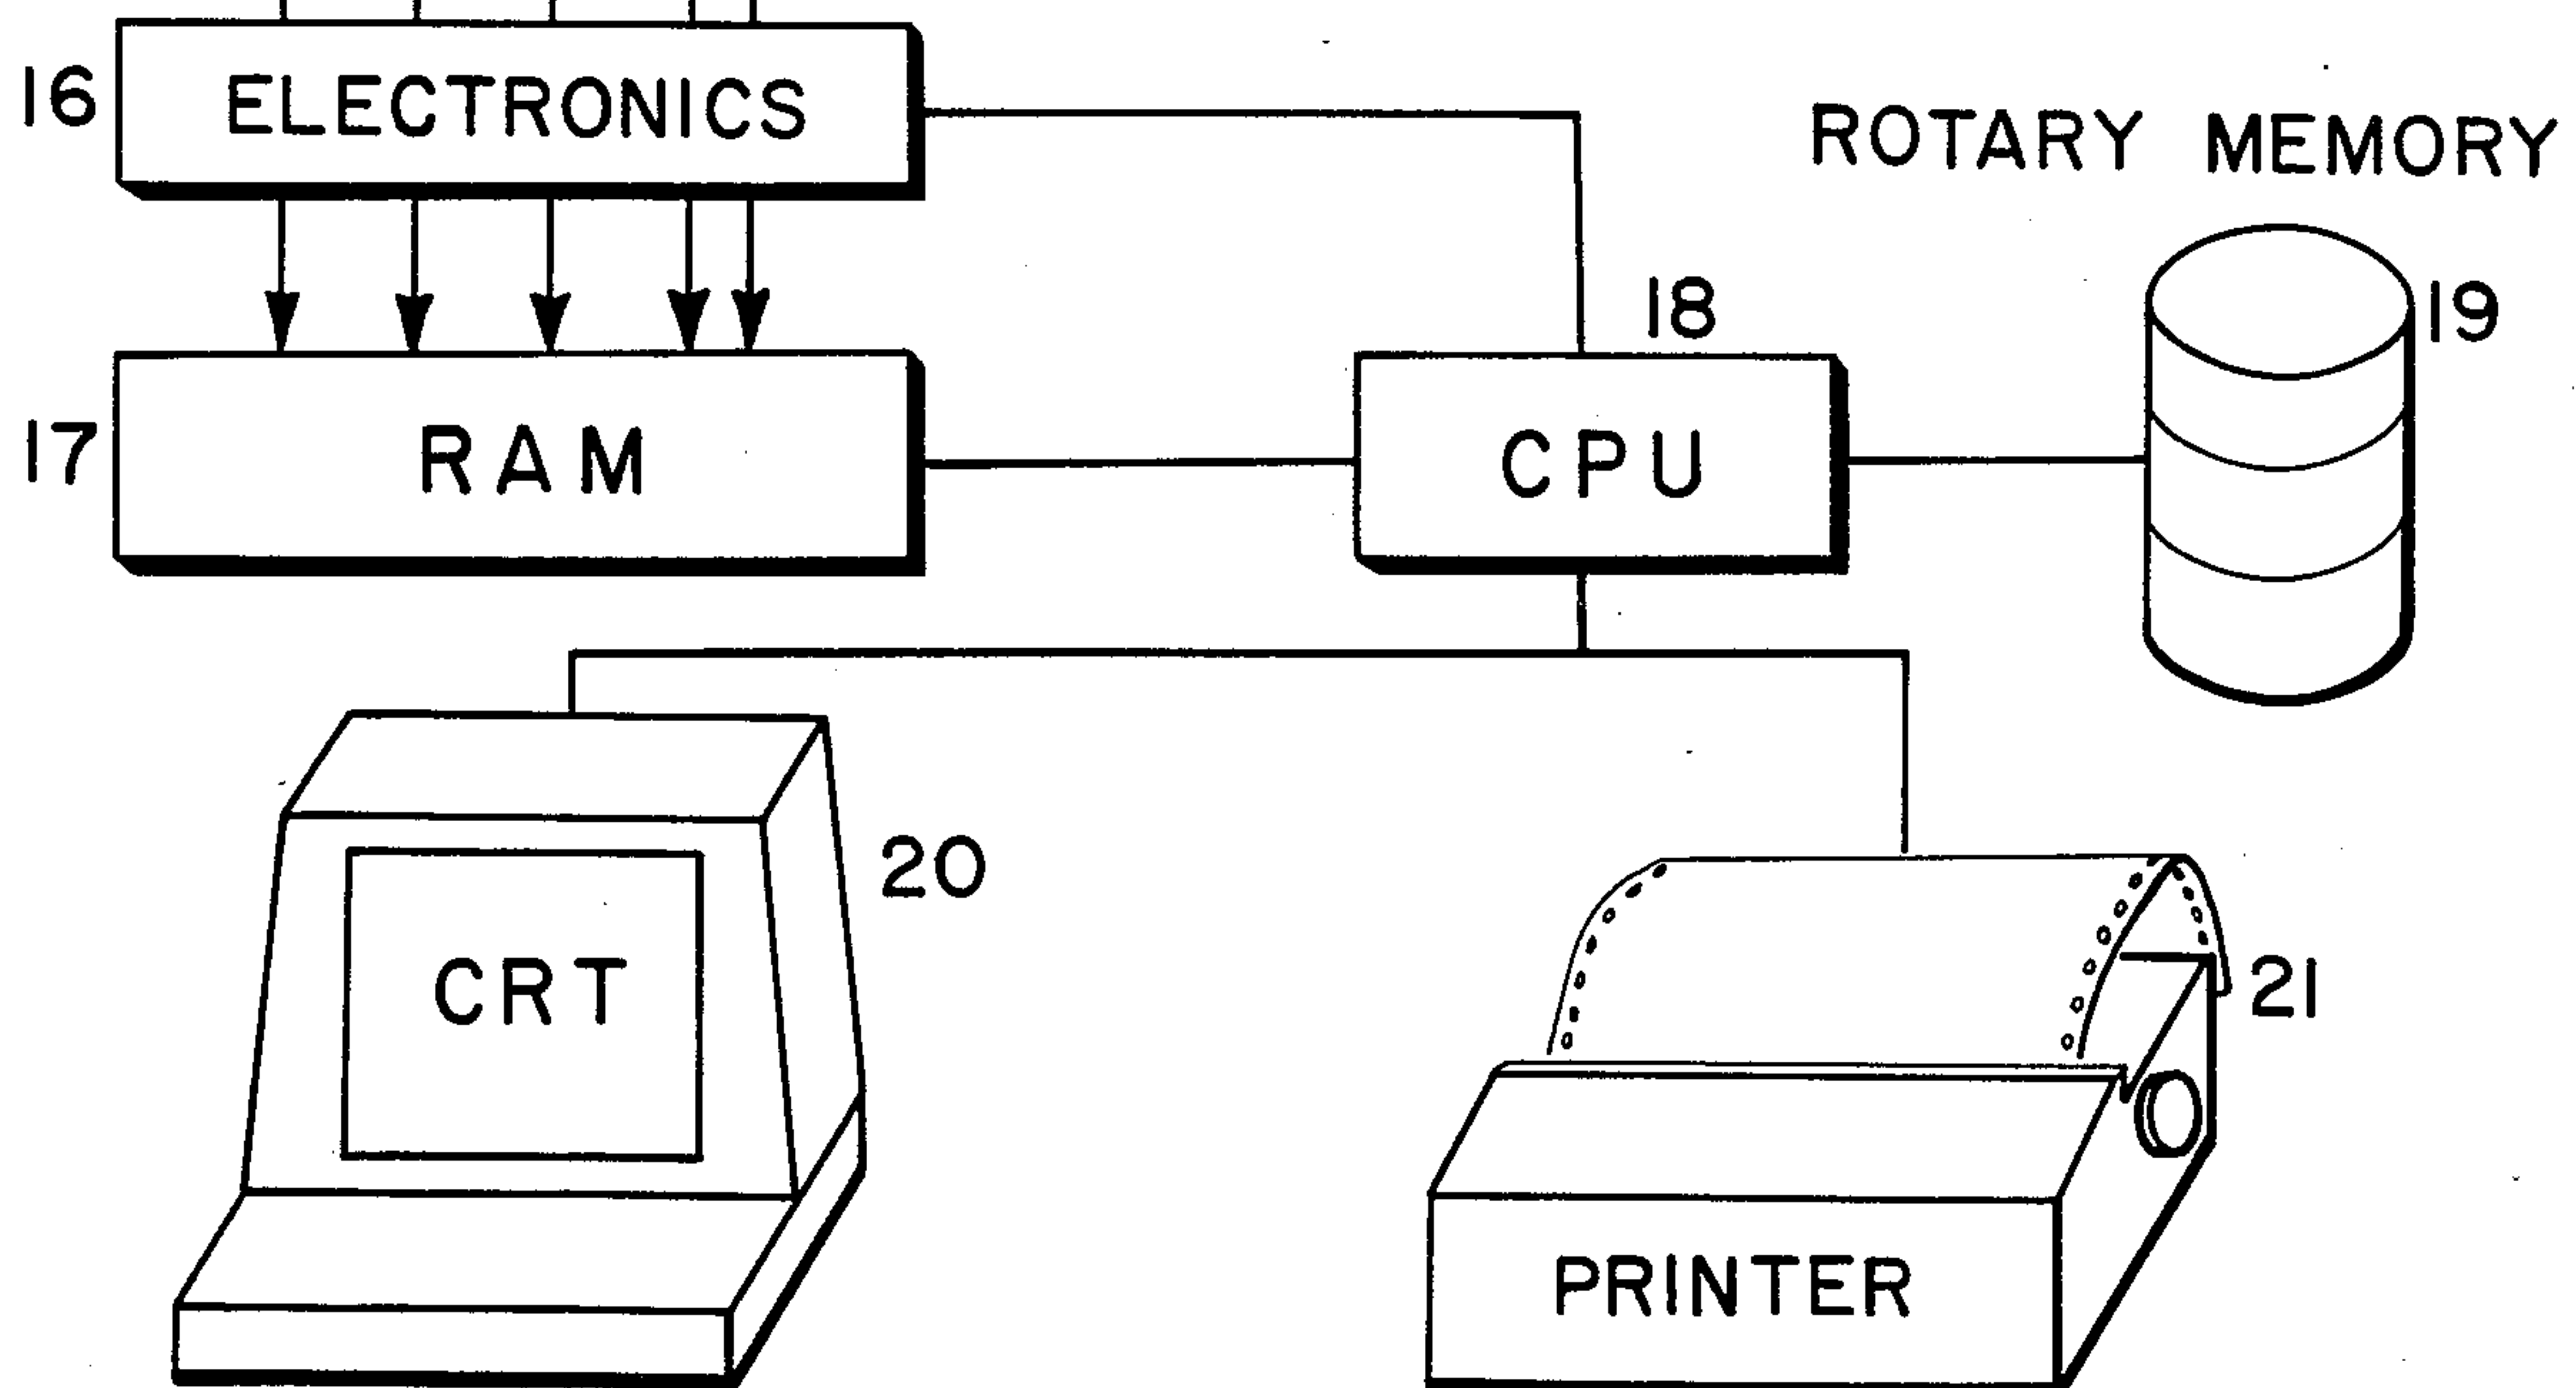 16
ELECTRONICS
ROTARY MEMORY
18
19
17
RAM
CPU
20
CRT
21
PRINTER